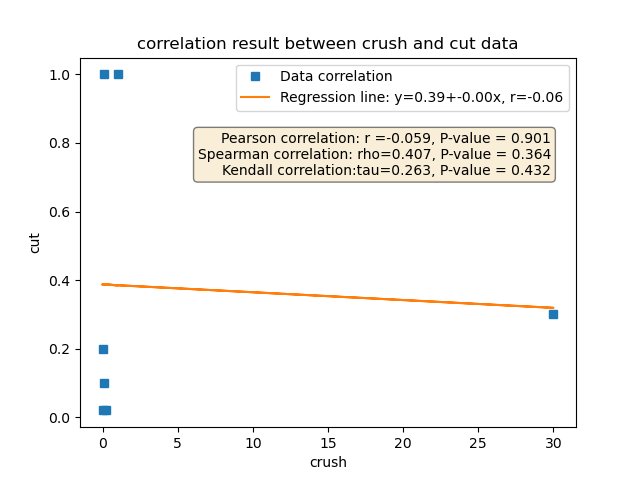 correlation result between crush and cut data
Data correlation
Regression line: y=0.39+-0.00x, r=-0.06
Pearson correlation: r =-0.059, P-value = 0.901
Spearman correlation: rho=0.407, P-value = 0.364
Kendall correlation:tau=0.263, P-value = 0.432
1.0
0.8
0.6
0.4
0.2
0.0
cut
0 5 10 15 20 25 30
crush